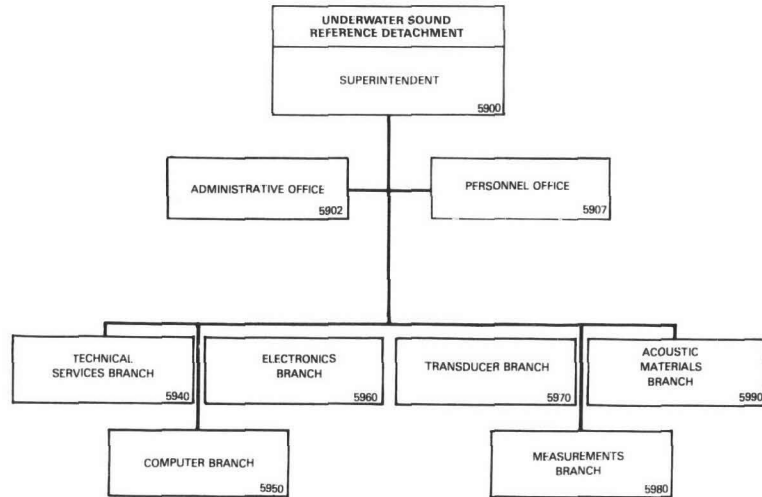 UNDERWATER SOUND
REFERENCE DETACHMENT
SUPERINTENDENT
5900
ADMINISTRATIVE OFFICE
5902
PERSONNEL OFFICE
5907
TECHNICAL
SERVICES BRANCH
5940
ELECTRONICS
BRANCH
5960
TRANSDUCER BRANCH
5970
ACOUSTIC
MATERIALS
BRANCH
5990
COMPUTER BRANCH
5950
MEASUREMENTS
BRANCH
5980